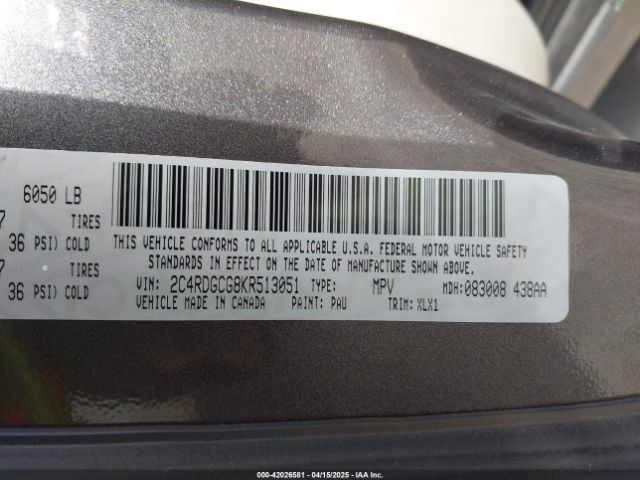 6050 LB
7 TIRES
36 PSI) COLD
7 TIRES
36 PSI) COLD
THIS VEHICLE CONFORMS TO ALL APPLICABLE U.S.A. FEDERAL MOTOR VEHICLE SAFETY
STANDARDS IN EFFECT ON THE DATE OF MANUFACTURE SHOWN ABOVE.
VIN: 2C4RDGCG8KR513051 TYPE: MPV MDH:083008 438AA
VEHICLE MADE IN CANADA PAINT: PAU TRIM: XLX1
000-42026581 - 04/15/2025 - IAA Inc.